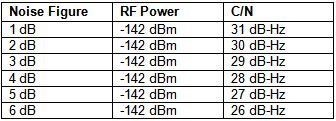 Noise Figure RF Power C/N
1 dB -142 dBm 31 dB-Hz
2 dB -142 dBm 30 dB-Hz
3 dB -142 dBm 29 dB-Hz
4 dB -142 dBm 28 dB-Hz
5 dB -142 dBm 27 dB-Hz
6 dB -142 dBm 26 dB-Hz